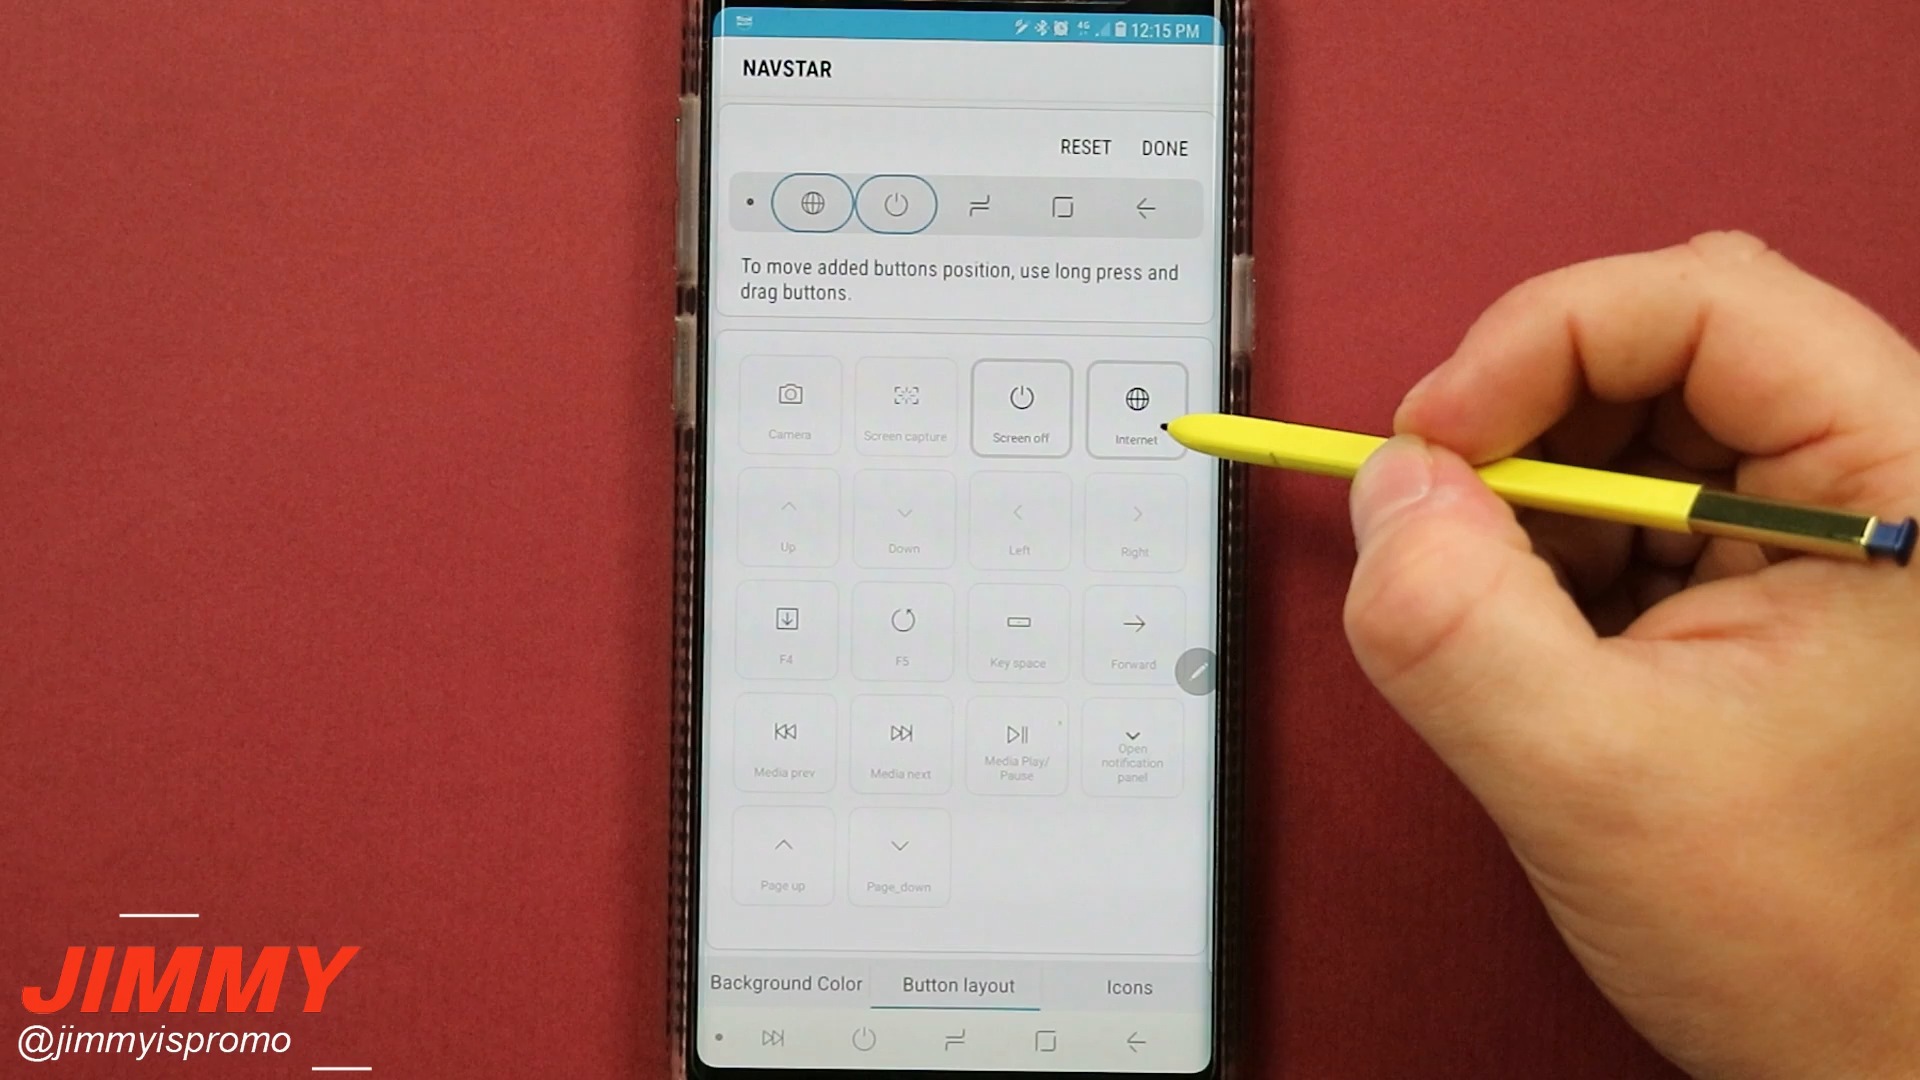 4G 12:15 PM
NAVSTAR
RESET DONE
To move added buttons position, use long press and
drag buttons.
Camera Screen capture Screen off Internet
Up Down Left Right
F4 F5 Key space Forward
Media prev Media next Media Play/
Pause
Open
notification
panel
Page up Page_down
Background Color Button layout Icons
JIMMY
@jimmyispromo